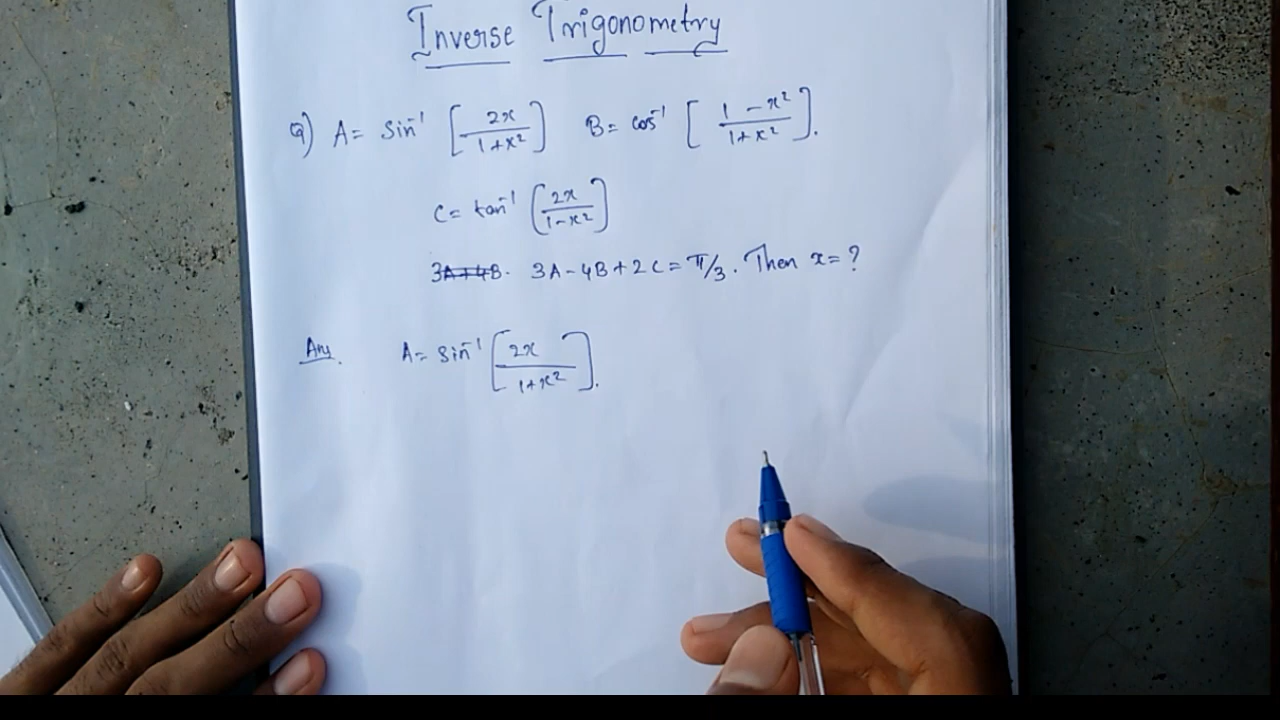 Inverse Trigonometry
Q) A = sin⁻¹ [2x/1+x²] B = cos⁻¹ [1-x²/1+x²].
C = tan⁻¹ [2x/1-x²]
3A+4B. 3A-4B+2C = π/3. Then x=?
Ans. A = sin⁻¹ [2x/1+x²].